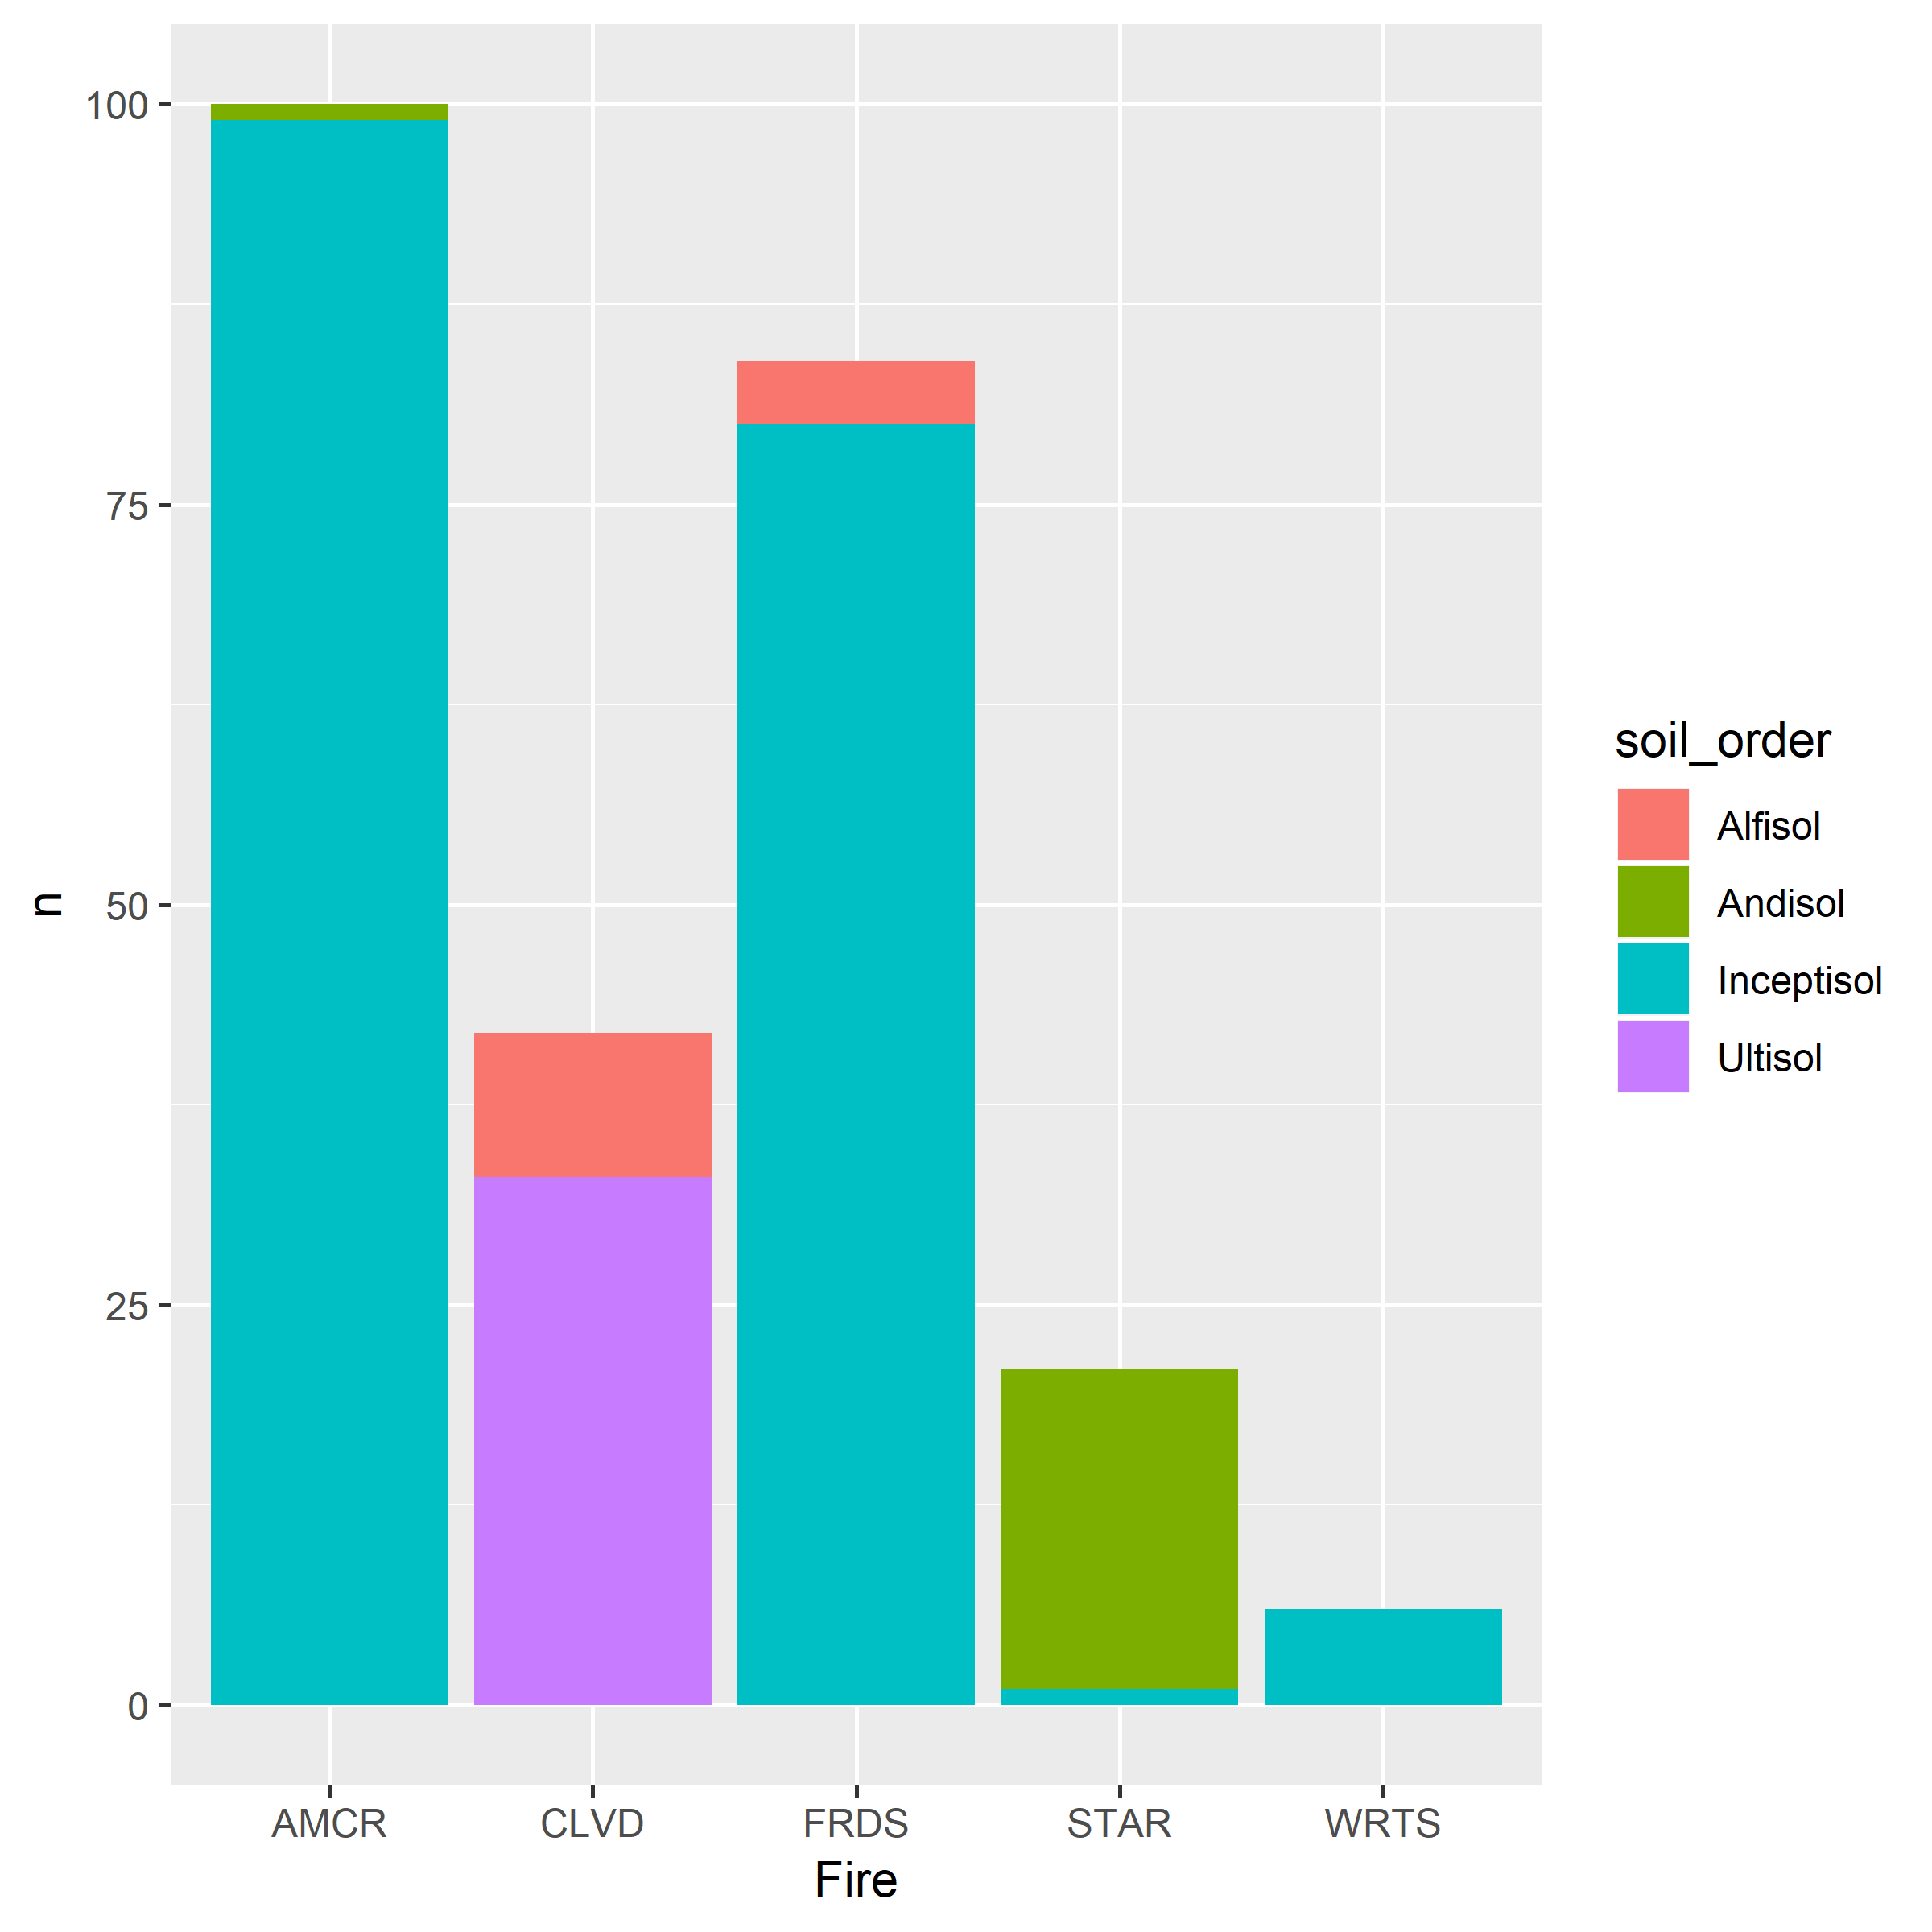 100
75
50
25
0
n
AMCR CLVD FRDS STAR WRTS
Fire
soil_order
Alfisol
Andisol
Inceptisol
Ultisol